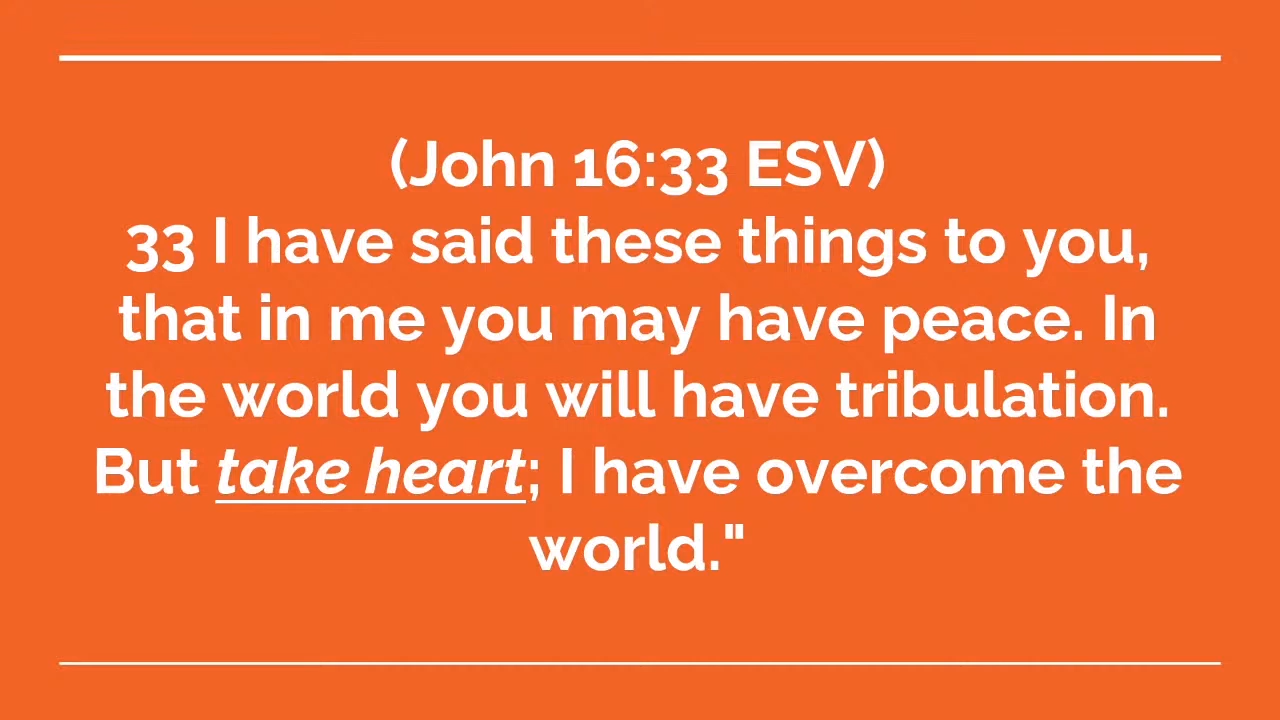 (John 16:33 ESV)
33 I have said these things to you,
that in me you may have peace. In
the world you will have tribulation.
But take heart; I have overcome the
world."